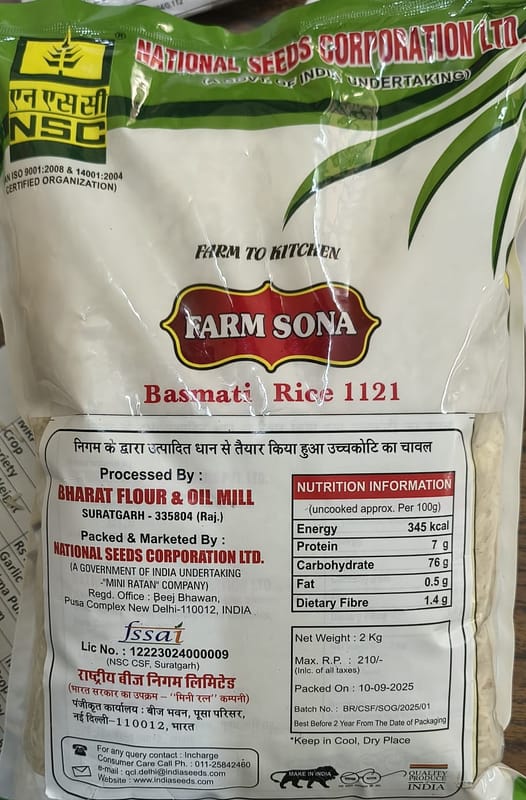 NATIONAL SEEDS CORPORATION LTD.
(A GOVT. OF INDIA UNDERTAKING)
एन एस सी
NSC
AN ISO 9001:2008 & 14001:2004
CERTIFIED ORGANIZATION)
FARM TO KITCHEN
FARM SONA
Basmati Rice 1121
निगम के द्वारा उत्पादित धान से तैयार किया हुआ उच्चकोटि का चावल
Processed By :
BHARAT FLOUR & OIL MILL
SURATGARH - 335804 (Raj.)
Packed & Marketed By :
NATIONAL SEEDS CORPORATION LTD.
(A GOVERNMENT OF INDIA UNDERTAKING
-"MINI RATAN" COMPANY)
Regd. Office : Beej Bhawan,
Pusa Complex New Delhi-110012, INDIA
fssai
Lic No. : 12223024000009
(NSC CSF, Suratgarh)
राष्ट्रीय बीज निगम लिमिटेड
(भारत सरकार का उपक्रम – "मिनी रत्न" कम्पनी)
पंजीकृत कार्यालय : बीज भवन, पूसा परिसर,
नई दिल्ली-110012, भारत
For any query contact : Incharge
Consumer Care Call Ph. : 011-25842460
e-mail : qcl.delhi@indiaseeds.com
Website : www.indiaseeds.com
NUTRITION INFORMATION
(uncooked approx. Per 100g)
Energy 345 kcal
Protein 7 g
Carbohydrate 76 g
Fat 0.5 g
Dietary Fibre 1.4 g
Net Weight : 2 Kg
Max. R.P. : 210/-
(Inlc. of all taxes)
Packed On : 10-09-2025
Batch No. : BR/CSF/SOG/2025/01
Best Before 2 Year From The Date of Packaging
*Keep in Cool, Dry Place
MAKE IN INDIA
QUALITY
PRODUCE
INDIA
Crop
Garlic
Rs